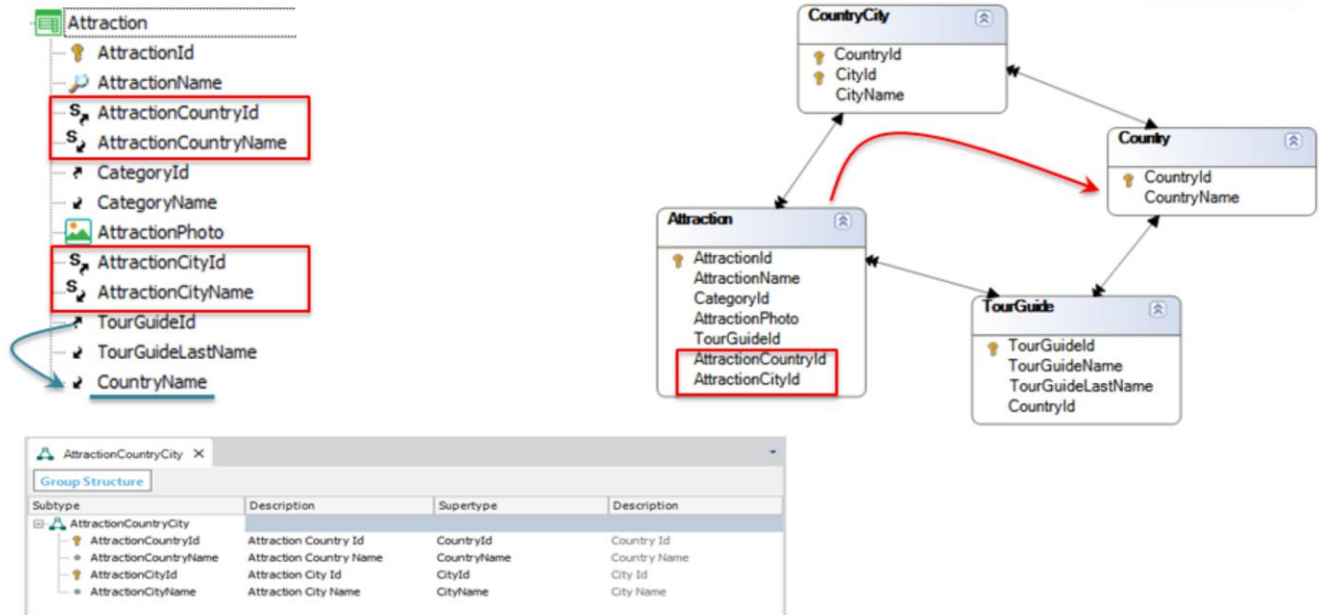 Attraction
AttractionId
AttractionName
S AttractionCountryId
S AttractionCountryName
CategoryId
CategoryName
AttractionPhoto
S AttractionCityId
S AttractionCityName
TourGuideId
TourGuideLastName
CountryName
CountryCity
CountryId
CityId
CityName
Country
CountryId
CountryName
Attraction
AttractionId
AttractionName
CategoryId
AttractionPhoto
TourGuideId
AttractionCountryId
AttractionCityId
TourGuide
TourGuideId
TourGuideName
TourGuideLastName
CountryId
AttractionCountryCity
Group Structure
Subtype Description Supertype Description
AttractionCountryCity
AttractionCountryId Attraction Country Id CountryId Country Id
AttractionCountryName Attraction Country Name CountryName Country Name
AttractionCityId Attraction City Id CityId City Id
AttractionCityName Attraction City Name CityName City Name